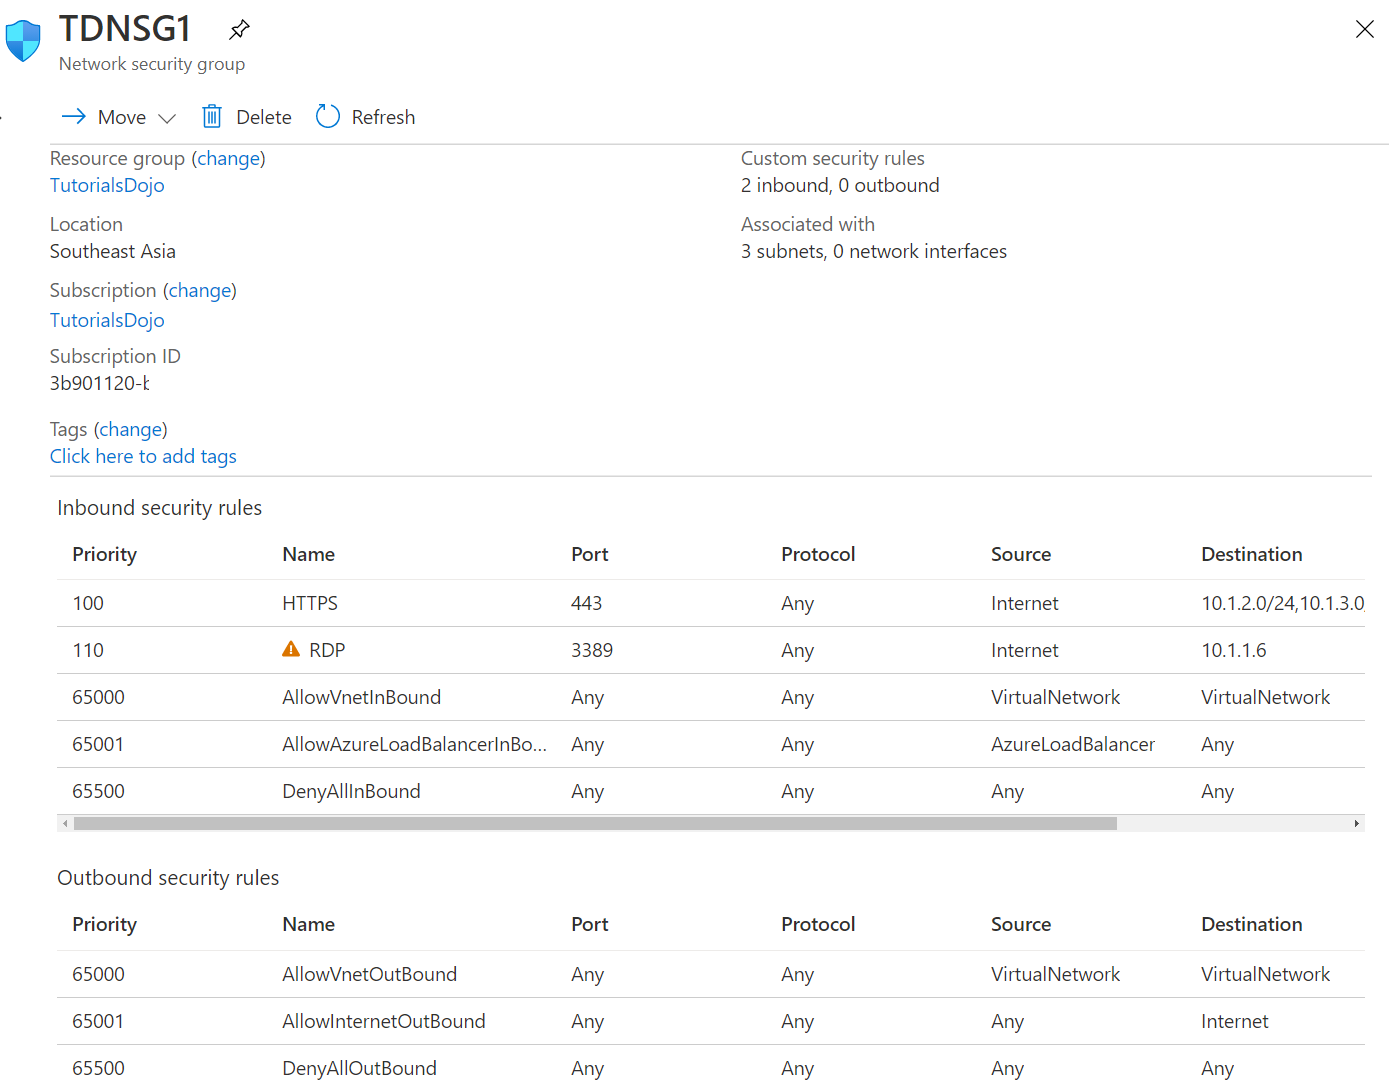 TDNSG1
Network security group
Move Delete Refresh
Resource group (change)
TutorialsDojo
Location
Southeast Asia
Subscription (change)
TutorialsDojo
Subscription ID
3b901120-
Tags (change)
Click here to add tags
Custom security rules
2 inbound, 0 outbound
Associated with
3 subnets, 0 network interfaces
Inbound security rules
Priority Name Port Protocol Source Destination
100 HTTPS 443 Any Internet 10.1.2.0/24,10.1.3.0
110 RDP 3389 Any Internet 10.1.1.6
65000 AllowVnetInBound Any Any VirtualNetwork VirtualNetwork
65001 AllowAzureLoadBalancerInBo... Any Any AzureLoadBalancer Any
65500 DenyAllInBound Any Any Any Any
Outbound security rules
Priority Name Port Protocol Source Destination
65000 AllowVnetOutBound Any Any VirtualNetwork VirtualNetwork
65001 AllowInternetOutBound Any Any Any Internet
65500 DenyAllOutBound Any Any Any Any